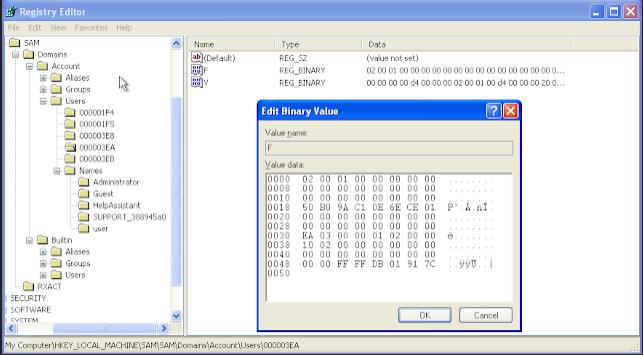 Registry Editor
File Edit View Favorites Help
SAM
Domains
Account
Aliases
Groups
Users
000001F4
000001F5
000003E8
000003EA
000003EB
Names
Administrator
Guest
HelpAssistant
SUPPORT_388945a0
user
Builtin
Aliases
Groups
Users
RXACT
SECURITY
SOFTWARE
SYSTEM
Name Type Data
(Default) REG_SZ (value not set)
F REG_BINARY 02 00 01 00 00 00 00 00 00 00 00 00 00 00 00 00 0...
V REG_BINARY 00 00 00 00 d4 00 00 00 02 00 01 00 d4 00 00 00 20 0...
Edit Binary Value
Value name:
F
Value data:
0000 02 00 01 00 00 00 00 00 ........
0008 00 00 00 00 00 00 00 00 ........
0010 00 00 00 00 00 00 00 00 ........
0018 50 B0 9A C1 0E 6E CE 01 P°.Á.nÎ.
0020 00 00 00 00 00 00 00 00 ........
0028 00 00 00 00 00 00 00 00 ........
0030 EA 03 00 00 01 02 00 00 ê.......
0038 10 02 00 00 00 00 00 00 ........
0040 00 00 00 00 00 00 00 00 ........
0048 00 00 FF FF DB 01 91 7C ..ÿÿÛ..|
0050
OK Cancel
My Computer\HKEY_LOCAL_MACHINE\SAM\SAM\Domains\Account\Users\000003EA